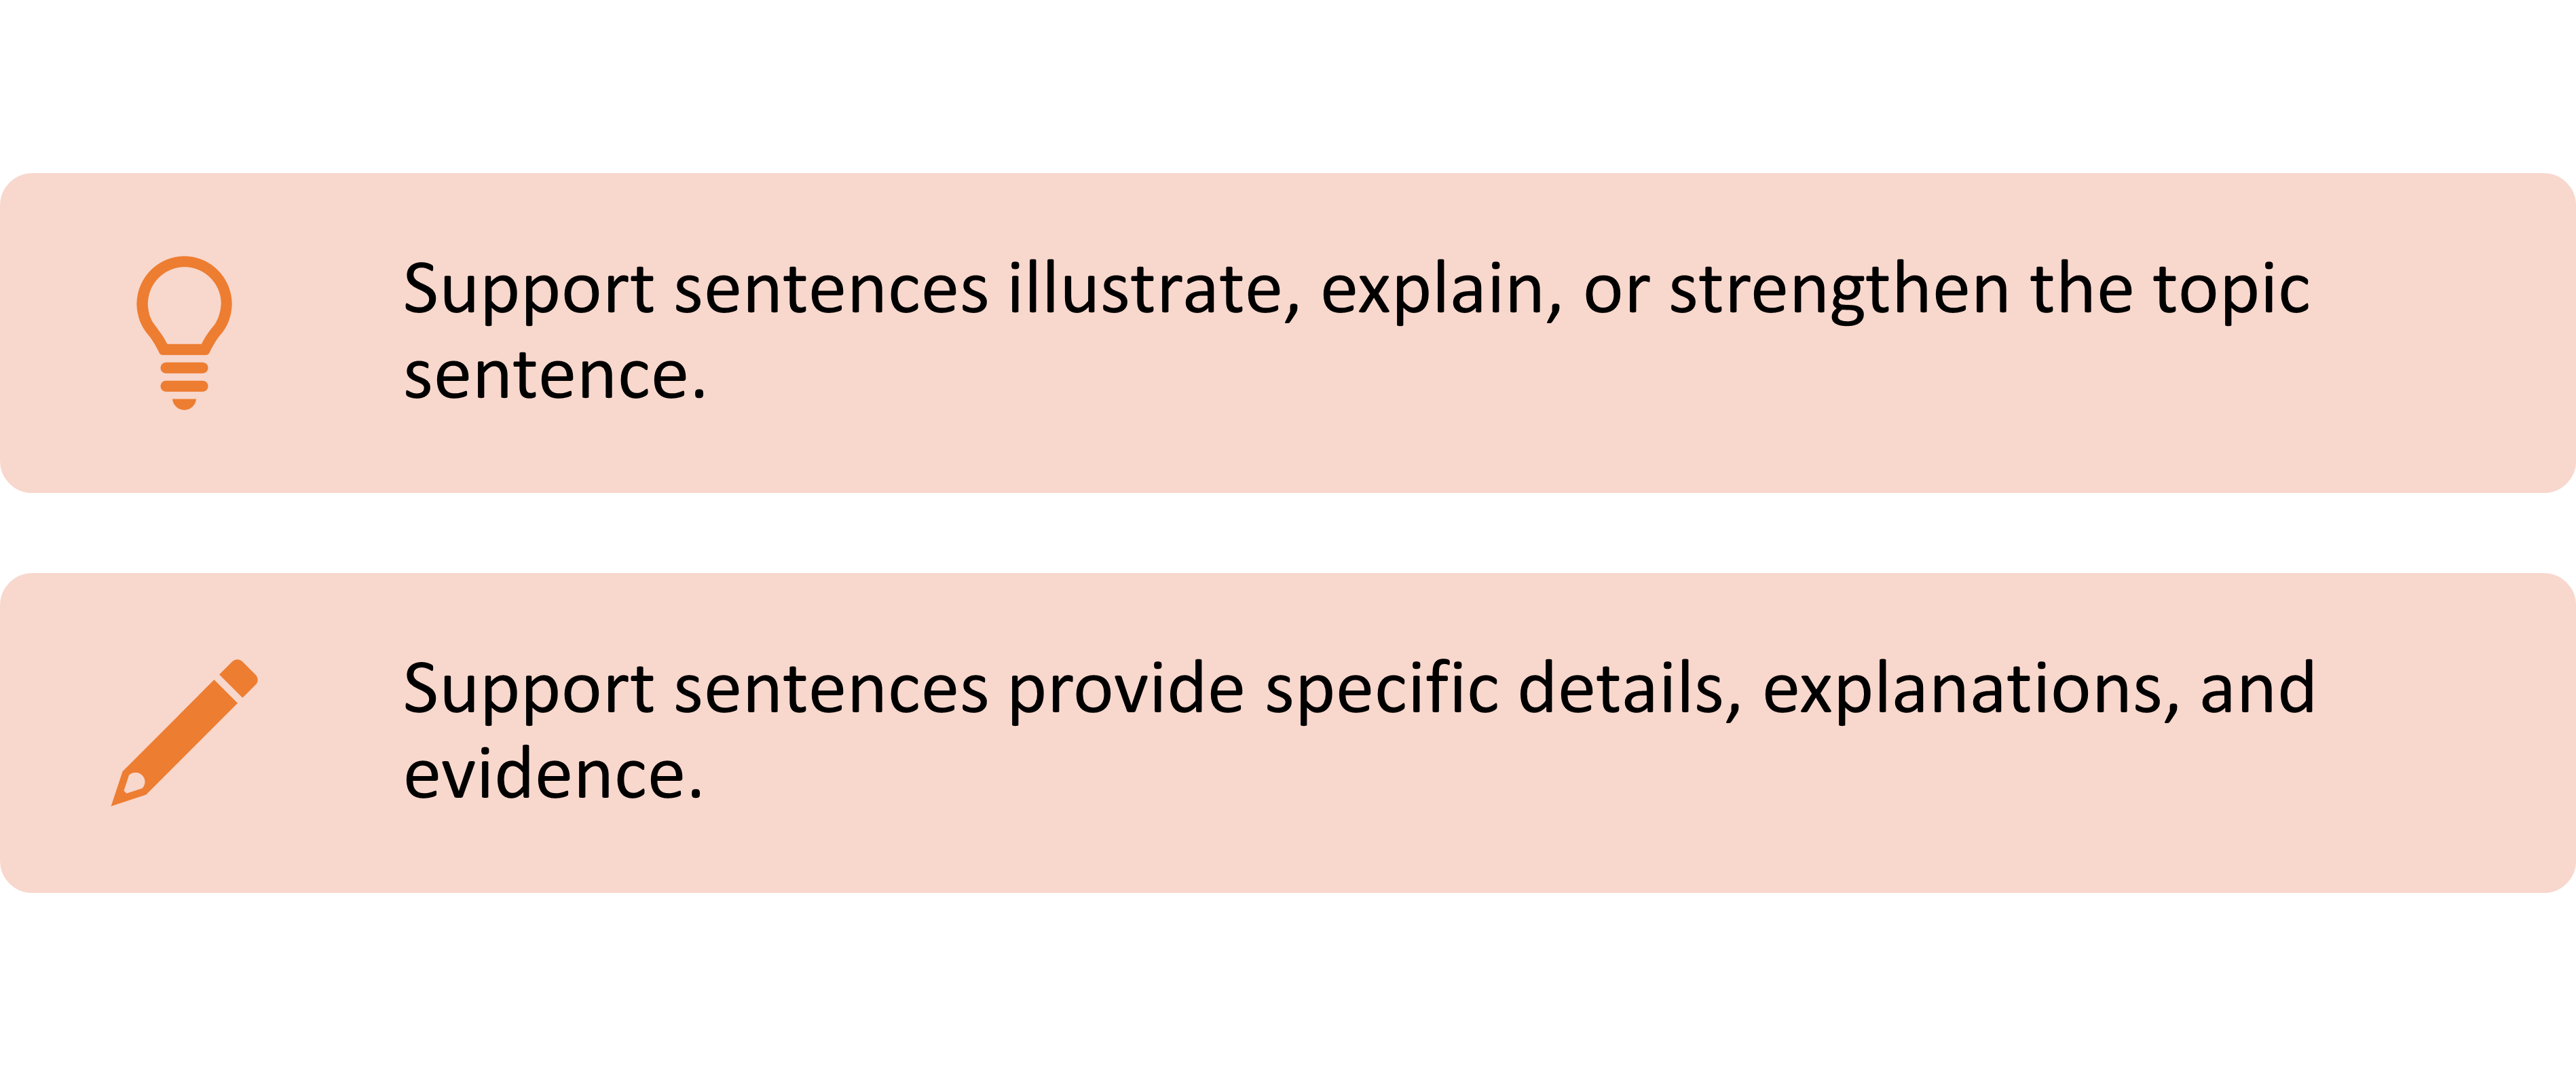 Support sentences illustrate, explain, or strengthen the topic
sentence.
Support sentences provide specific details, explanations, and
evidence.